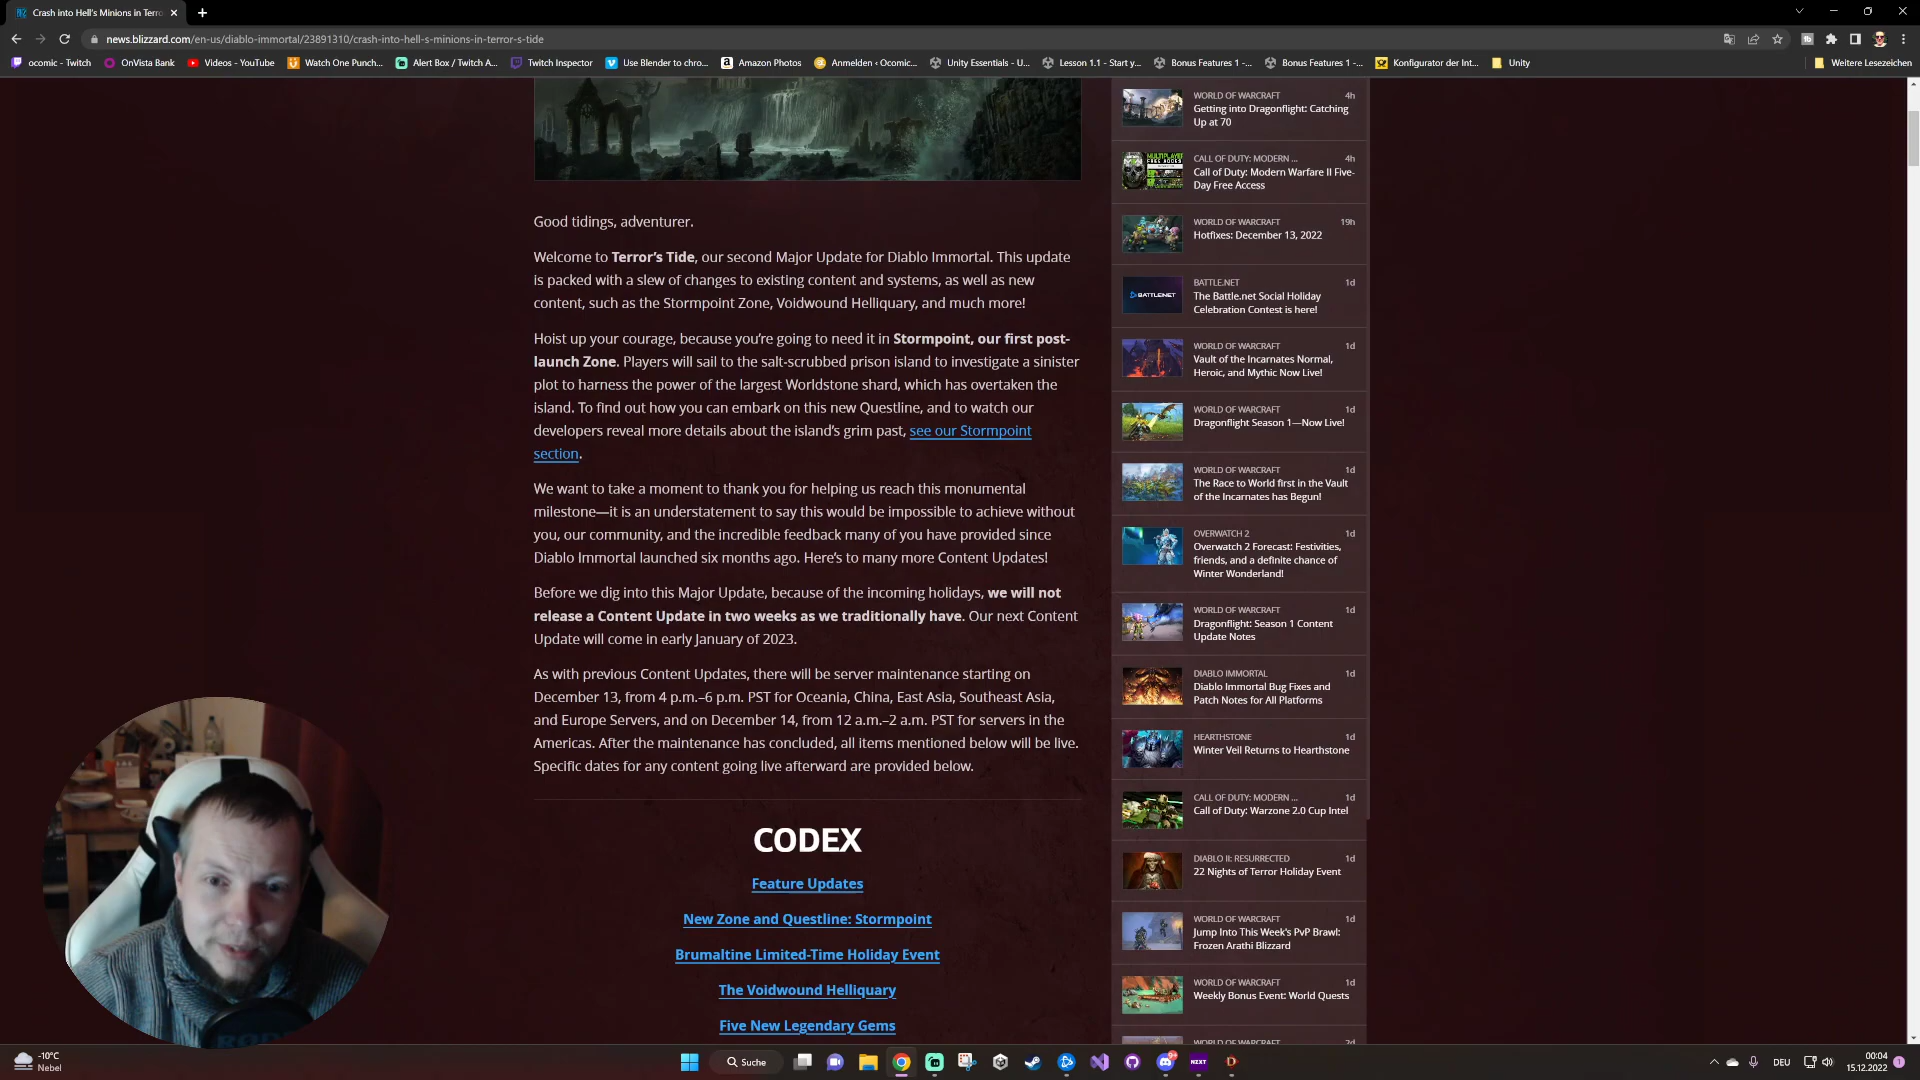 Crash into Hell's Minions in Terro
news.blizzard.com/en-us/diablo-immortal/23891310/crash-into-hell-s-minions-in-terror-s-tide
ocomic - Twitch
OnVista Bank
Videos - YouTube
Watch One Punch...
Alert Box / Twitch A...
Twitch Inspector
Use Blender to chro...
Amazon Photos
Anmelden ‹ Ocomic...
Unity Essentials - U...
Lesson 1.1 - Start y...
Bonus Features 1 -...
Bonus Features 1 -...
Konfigurator der Int...
Unity
Weitere Lesezeichen
Good tidings, adventurer.
Welcome to Terror's Tide, our second Major Update for Diablo Immortal. This update
is packed with a slew of changes to existing content and systems, as well as new
content, such as the Stormpoint Zone, Voidwound Helliquary, and much more!
Hoist up your courage, because you're going to need it in Stormpoint, our first post-
launch Zone. Players will sail to the salt-scrubbed prison island to investigate a sinister
plot to harness the power of the largest Worldstone shard, which has overtaken the
island. To find out how you can embark on this new Questline, and to watch our
developers reveal more details about the island's grim past, see our Stormpoint
section.
We want to take a moment to thank you for helping us reach this monumental
milestone—it is an understatement to say this would be impossible to achieve without
you, our community, and the incredible feedback many of you have provided since
Diablo Immortal launched six months ago. Here's to many more Content Updates!
Before we dig into this Major Update, because of the incoming holidays, we will not
release a Content Update in two weeks as we traditionally have. Our next Content
Update will come in early January of 2023.
As with previous Content Updates, there will be server maintenance starting on
December 13, from 4 p.m.–6 p.m. PST for Oceania, China, East Asia, Southeast Asia,
and Europe Servers, and on December 14, from 12 a.m.–2 a.m. PST for servers in the
Americas. After the maintenance has concluded, all items mentioned below will be live.
Specific dates for any content going live afterward are provided below.
CODEX
Feature Updates
New Zone and Questline: Stormpoint
Brumaltine Limited-Time Holiday Event
The Voidwound Helliquary
Five New Legendary Gems
WORLD OF WARCRAFT 4h
Getting into Dragonflight: Catching
Up at 70
CALL OF DUTY: MODERN ... 4h
Call of Duty: Modern Warfare II Five-
Day Free Access
WORLD OF WARCRAFT 19h
Hotfixes: December 13, 2022
BATTLE.NET 1d
The Battle.net Social Holiday
Celebration Contest is here!
BATTLE.NET
WORLD OF WARCRAFT 1d
Vault of the Incarnates Normal,
Heroic, and Mythic Now Live!
WORLD OF WARCRAFT 1d
Dragonflight Season 1—Now Live!
WORLD OF WARCRAFT 1d
The Race to World first in the Vault
of the Incarnates has Begun!
OVERWATCH 2 1d
Overwatch 2 Forecast: Festivities,
friends, and a definite chance of
Winter Wonderland!
WORLD OF WARCRAFT 1d
Dragonflight: Season 1 Content
Update Notes
DIABLO IMMORTAL 1d
Diablo Immortal Bug Fixes and
Patch Notes for All Platforms
HEARTHSTONE 1d
Winter Veil Returns to Hearthstone
CALL OF DUTY: MODERN ... 1d
Call of Duty: Warzone 2.0 Cup Intel
DIABLO II: RESURRECTED 1d
22 Nights of Terror Holiday Event
WORLD OF WARCRAFT 1d
Jump Into This Week's PvP Brawl:
Frozen Arathi Blizzard
WORLD OF WARCRAFT 1d
Weekly Bonus Event: World Quests
WORLD OF WARCRAFT 2d
-10°C
Nebel
Suche
DEU
00:04
15.12.2022
1